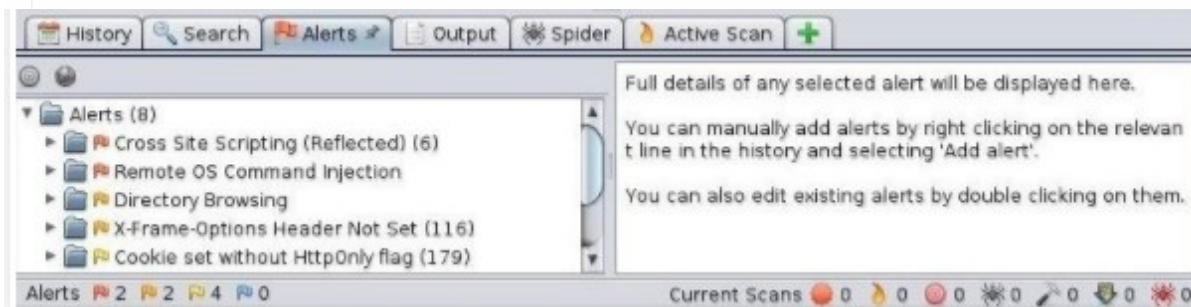 History Search Alerts Output Spider Active Scan
Full details of any selected alert will be displayed here.
Alerts (8)
You can manually add alerts by right clicking on the relevan
Cross Site Scripting (Reflected) (6)
t line in the history and selecting 'Add alert'.
Remote OS Command Injection
Directory Browsing
You can also edit existing alerts by double clicking on them.
X-Frame-Options Header Not Set (116)
Cookie set without HttpOnly flag (179)
Alerts 2 2 4 0 Current Scans 0 0 0 0 0 0 0